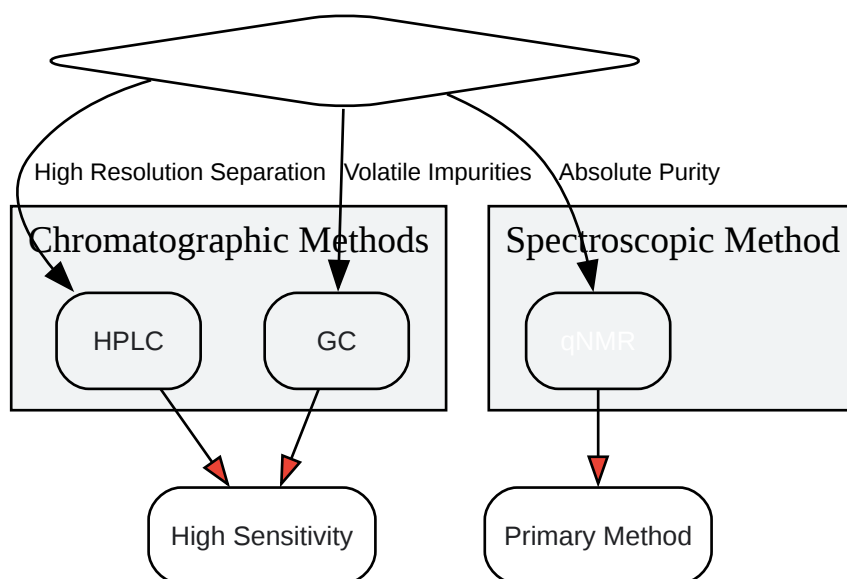 High Resolution Separation
Volatile Impurities
Absolute Purity
Chromatographic Methods
Spectroscopic Method
HPLC
GC
qNMR
High Sensitivity
Primary Method